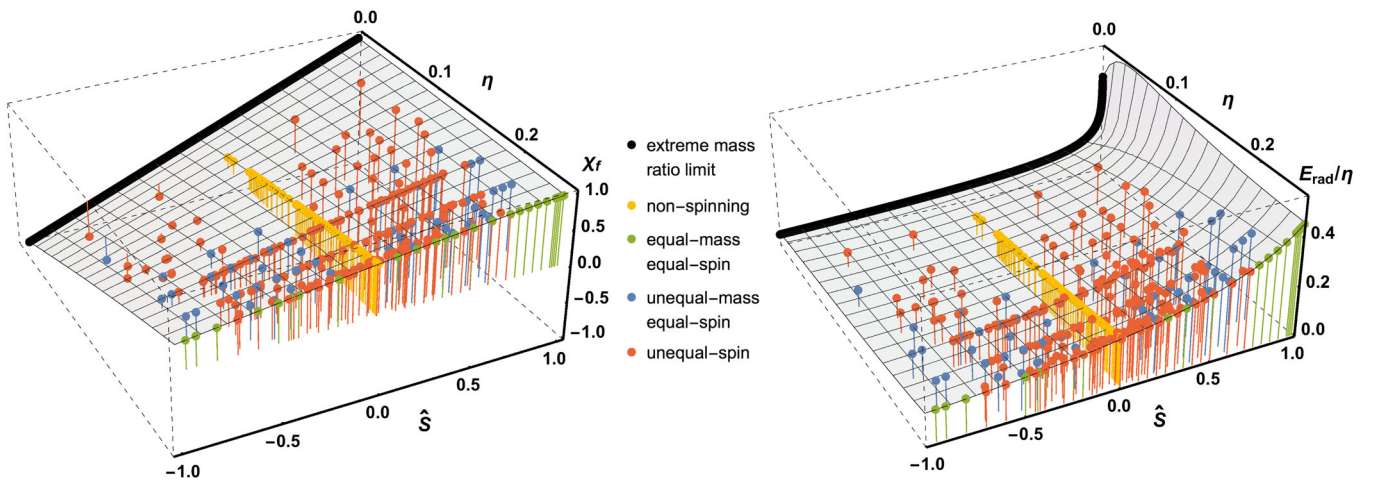 0.0
0.1
η
0.2
χf
1.0
0.5
0.0
−0.5
−1.0
1.0
0.5
0.0
Ŝ
−0.5
−1.0
extreme mass
ratio limit
non−spinning
equal−mass
equal−spin
unequal−mass
equal−spin
unequal−spin
0.0
0.1
η
0.2
Erad/η
0.4
0.2
0.0
1.0
0.5
0.0
Ŝ
−0.5
−1.0